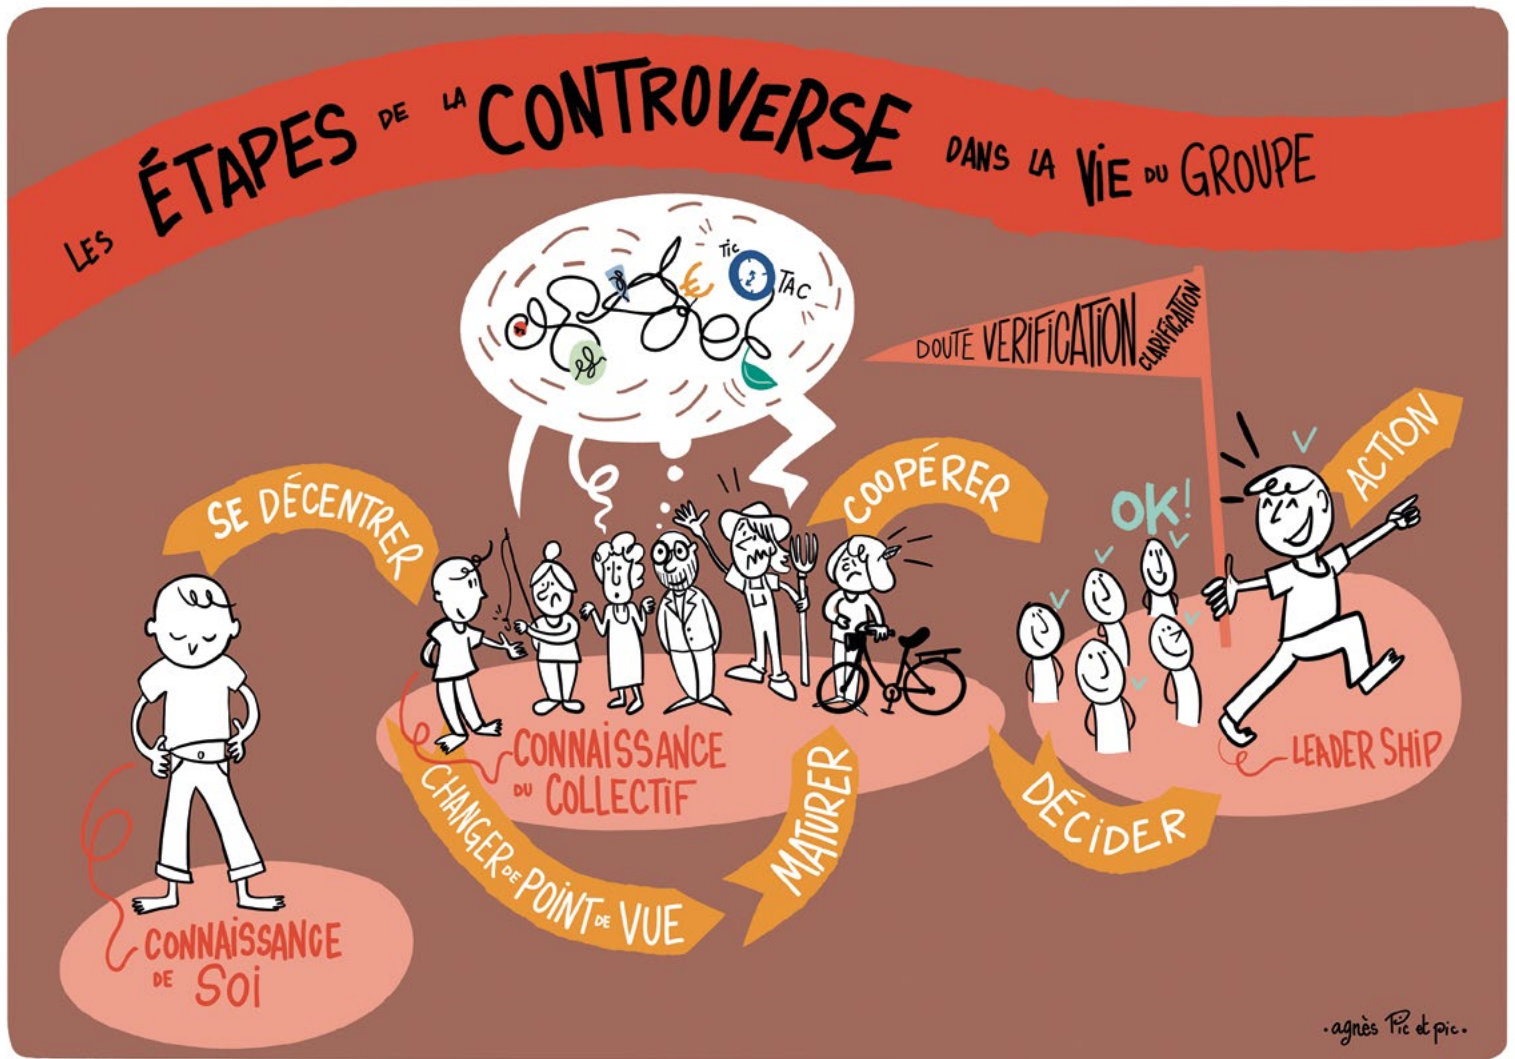 LES ÉTAPES DE LA CONTROVERSE DANS LA ViE DU GROUPE
TiC
TAC
€
DOUTE VERiFiCATiON CLARiFiCATiON
SE DÉCENTRER
COOPÉRER
ACTiON
OK!
CONNAiSSANCE
DU COLLECTiF
CHANGER DE POiNT DE VUE
MATURER
DÉCiDER
LEADER SHiP
CONNAiSSANCE
DE SOi
•agnès Pic et pic•